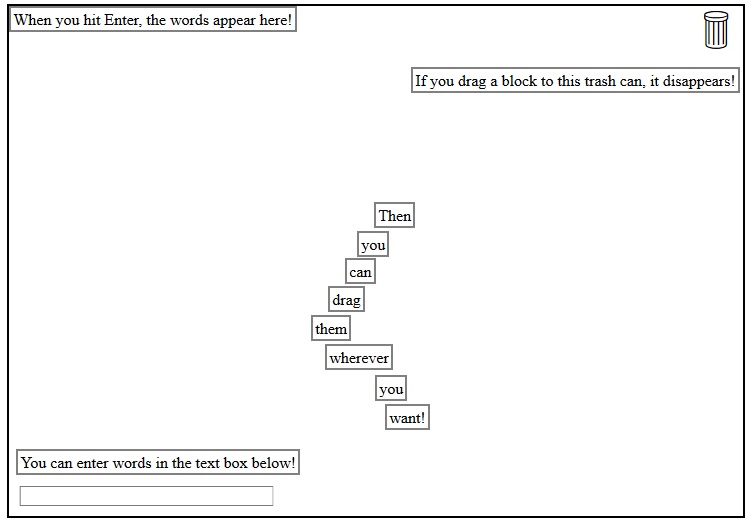 When you hit Enter, the words appear here!
If you drag a block to this trash can, it disappears!
Then
you
can
drag
them
wherever
you
want!
You can enter words in the text box below!